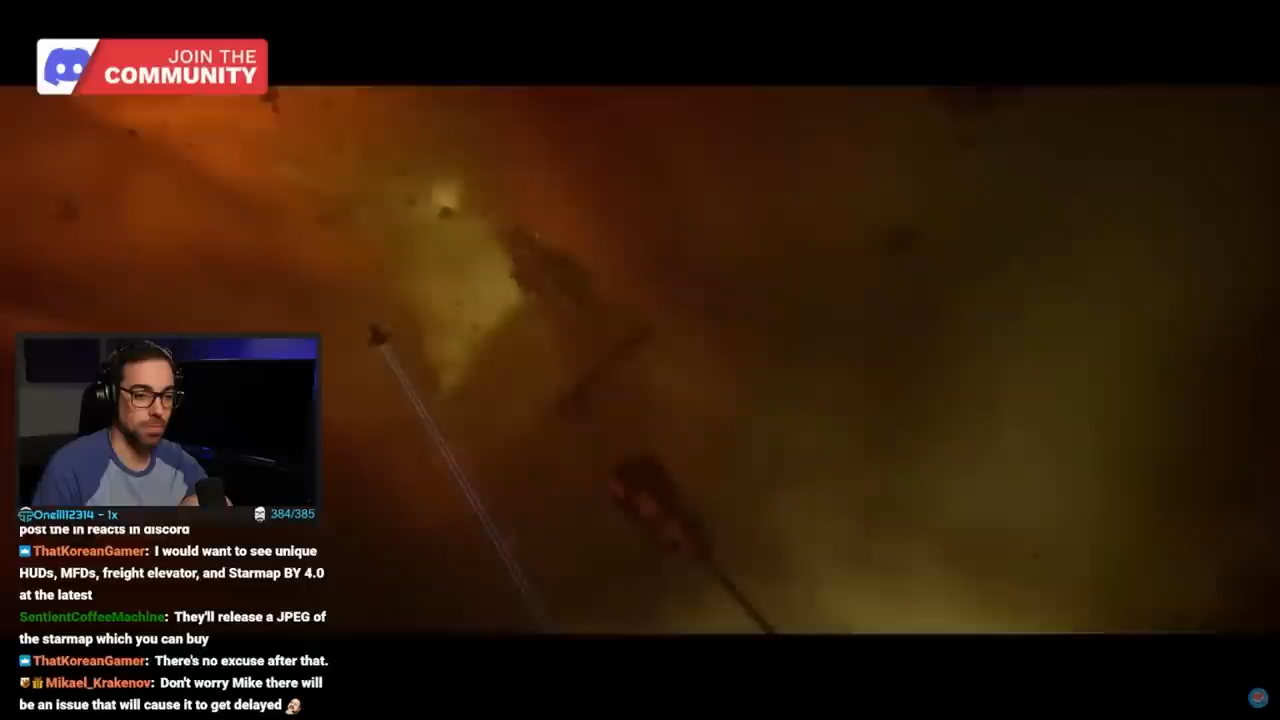 JOIN THE
COMMUNITY
Oneill12314 - 1x
384/385
post the in reacts in discord
ThatKoreanGamer: I would want to see unique
HUDs, MFDs, freight elevator, and Starmap BY 4.0
at the latest
SentientCoffeeMachine: They'll release a JPEG of
the starmap which you can buy
ThatKoreanGamer: There's no excuse after that.
Mikael_Krakenov: Don't worry Mike there will
be an issue that will cause it to get delayed